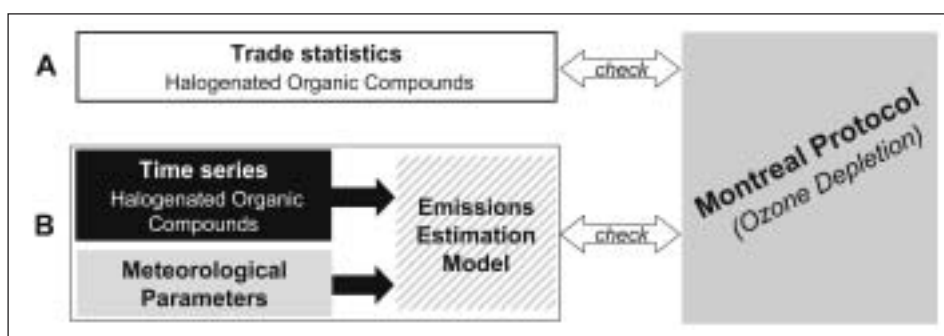 A
Trade statistics
Halogenated Organic Compounds
check
B
Time series
Halogenated Organic
Compounds
Meteorological
Parameters
Emissions
Estimation
Model
check
Montreal Protocol
(Ozone Depletion)